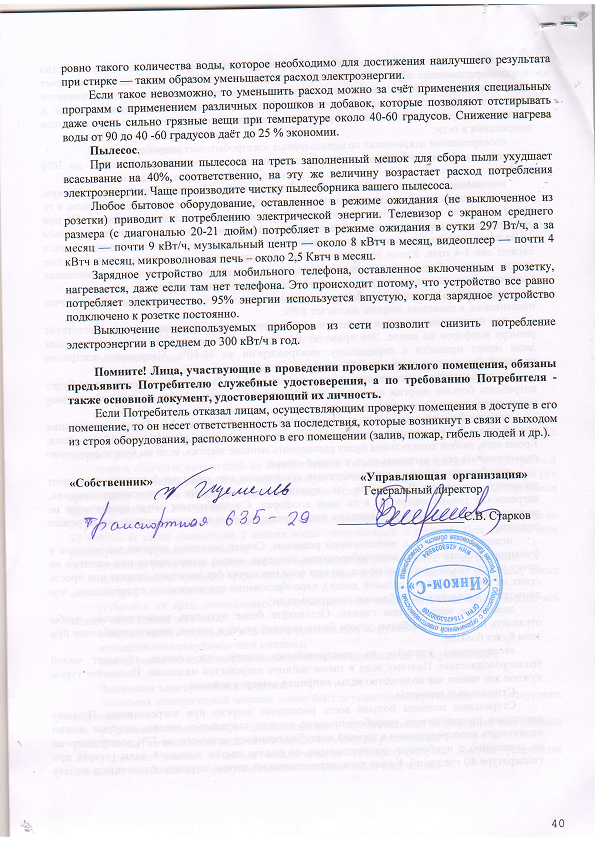 ровно такого количества воды, которое необходимо для достижения наилучшего результата
при стирке — таким образом уменьшается расход электроэнергии.
Если такое невозможно, то уменьшить расход можно за счёт применения специальных
программ с применением различных порошков и добавок, которые позволяют отстирывать
даже очень сильно грязные вещи при температуре около 40-60 градусов. Снижение нагрева
воды от 90 до 40 -60 градусов даёт до 25 % экономии.
Пылесос.
При использовании пылесоса на треть заполненный мешок для сбора пыли ухудшает
всасывание на 40%, соответственно, на эту же величину возрастает расход потребления
электроэнергии. Чаще производите чистку пылесборника вашего пылесоса.
Любое бытовое оборудование, оставленное в режиме ожидания (не выключенное из
розетки) приводит к потреблению электрической энергии. Телевизор с экраном среднего
размера (с диагональю 20-21 дюйм) потребляет в режиме ожидания в сутки 297 Вт/ч, а за
месяц — почти 9 кВт/ч, музыкальный центр — около 8 кВтч в месяц, видеоплеер — почти 4
кВтч в месяц, микроволновая печь – около 2,5 Квтч в месяц.
Зарядное устройство для мобильного телефона, оставленное включенным в розетку,
нагревается, даже если там нет телефона. Это происходит потому, что устройство все равно
потребляет электричество. 95% энергии используется впустую, когда зарядное устройство
подключено к розетке постоянно.
Выключение неиспользуемых приборов из сети позволит снизить потребление
электроэнергии в среднем до 300 кВт/ч в год.
Помните! Лица, участвующие в проведении проверки жилого помещения, обязаны
предъявить Потребителю служебные удостоверения, а по требованию Потребителя -
также основной документ, удостоверяющий их личность.
Если Потребитель отказал лицам, осуществляющим проверку помещения в доступе в его
помещение, то он несет ответственность за последствия, которые возникнут в связи с выходом
из строя оборудования, расположенного в его помещении (залив, пожар, гибель людей и др.).
«Собственник»
«Управляющая организация»
Генеральный директор
Транспортная 63Б - 29
С.В. Старков
«Инком-С»
40